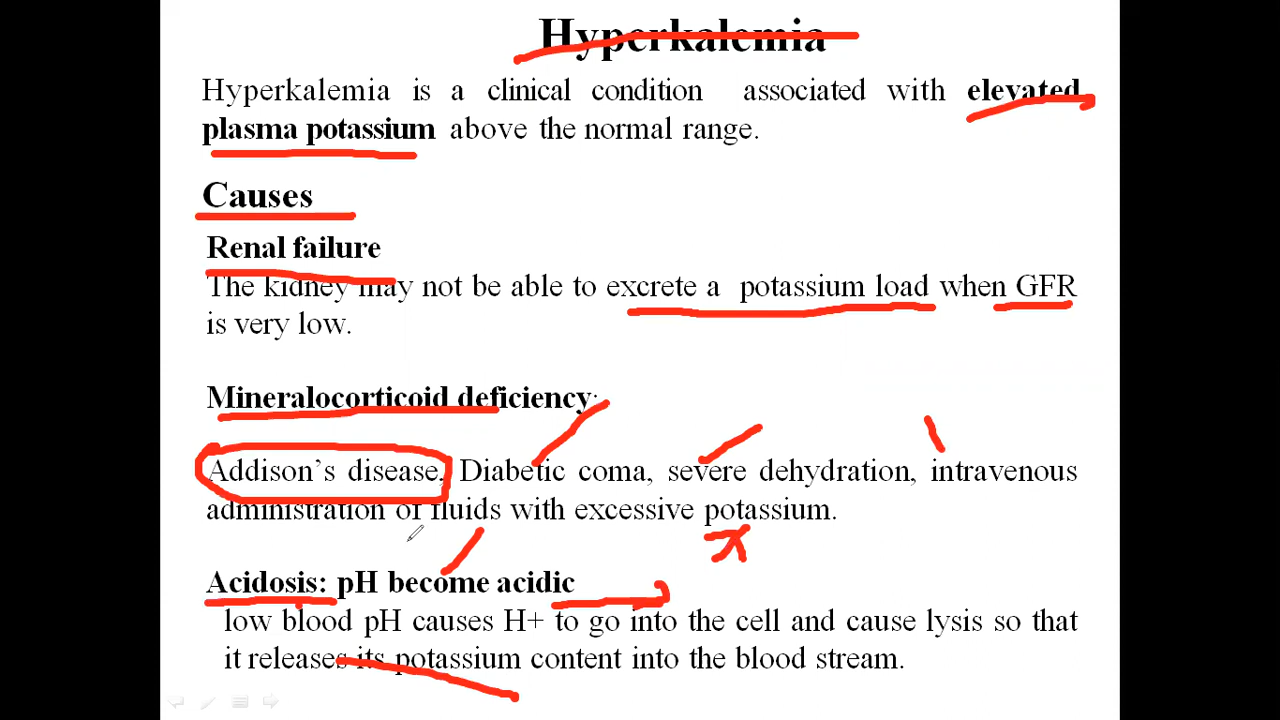 Hyperkalemia
Hyperkalemia is a clinical condition associated with elevated
plasma potassium above the normal range.
Causes
Renal failure
The kidney may not be able to excrete a potassium load when GFR
is very low.
Mineralocorticoid deficiency:
Addison’s disease, Diabetic coma, severe dehydration, intravenous
administration of fluids with excessive potassium.
Acidosis: pH become acidic
low blood pH causes H+ to go into the cell and cause lysis so that
it releases its potassium content into the blood stream.